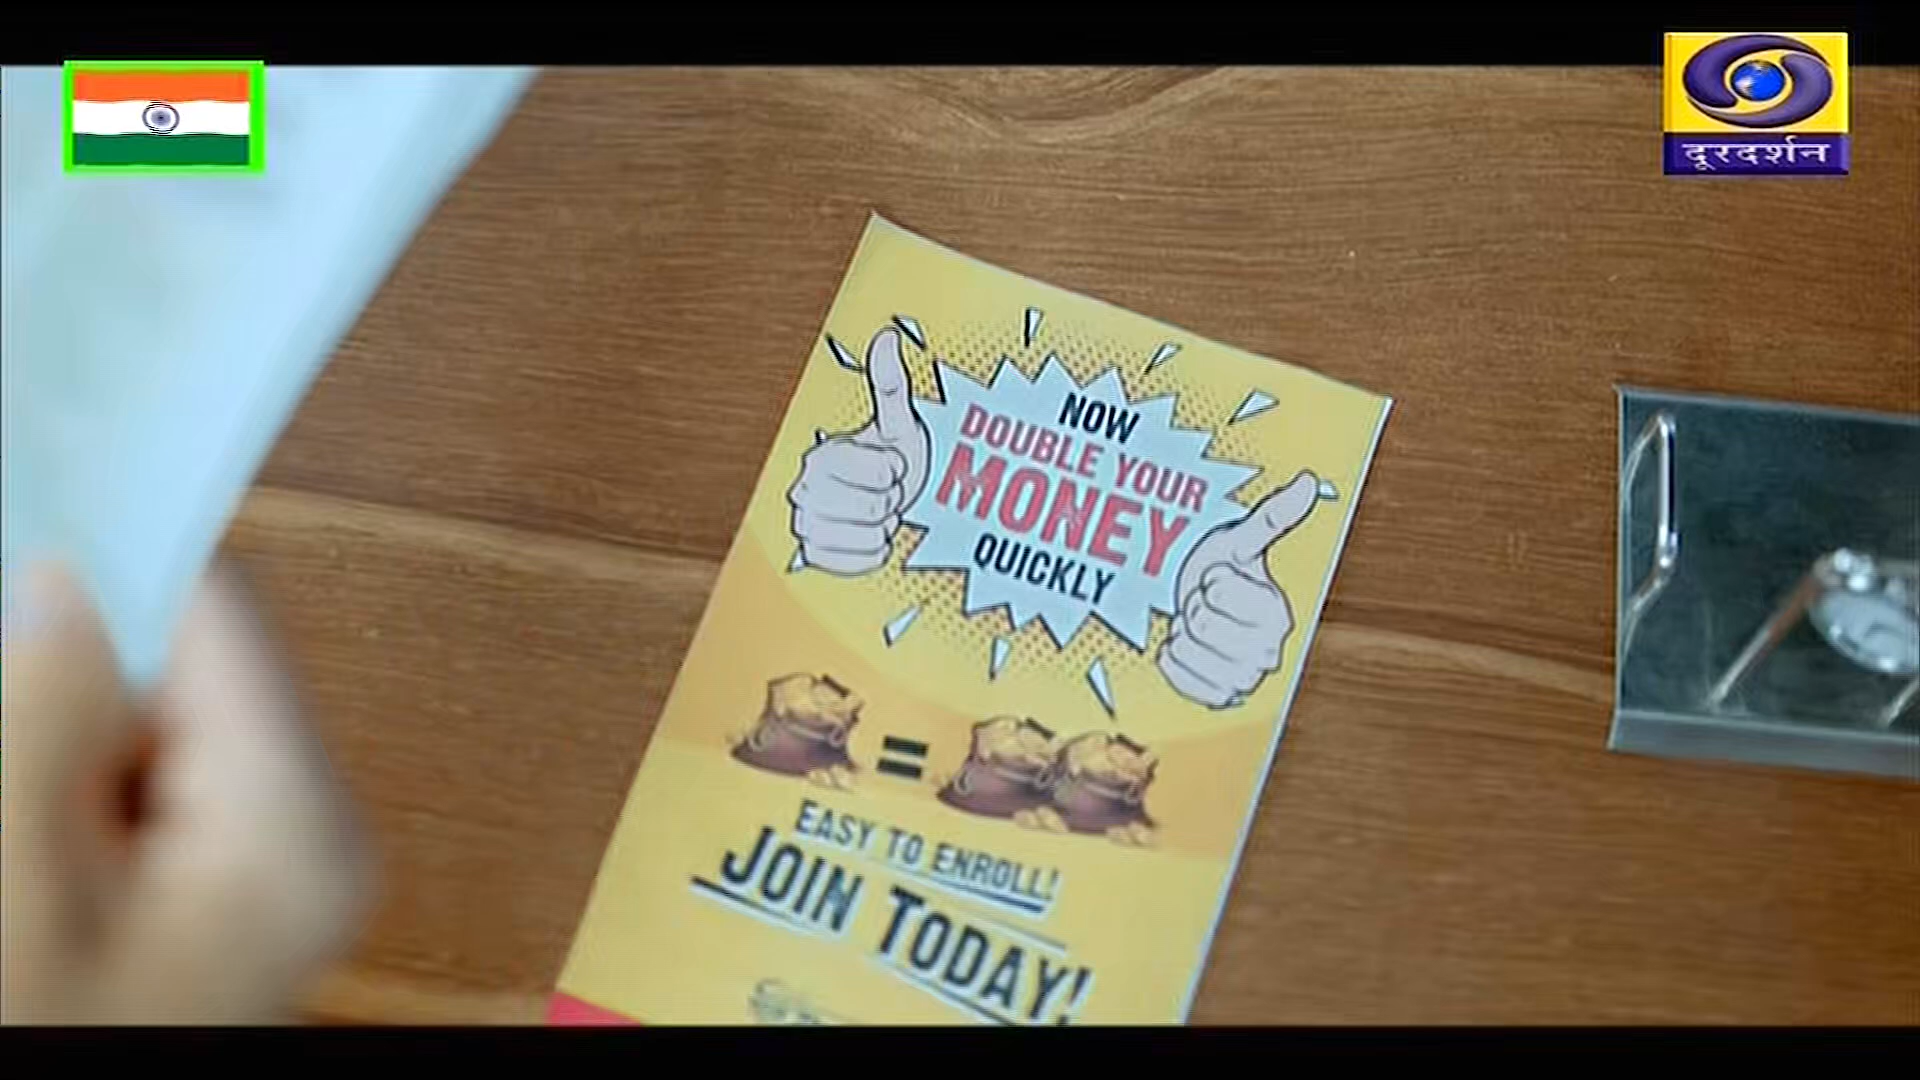 दूरदर्शन
NOW
DOUBLE YOUR
MONEY
QUICKLY
=
EASY TO ENROLL!
JOIN TODAY!